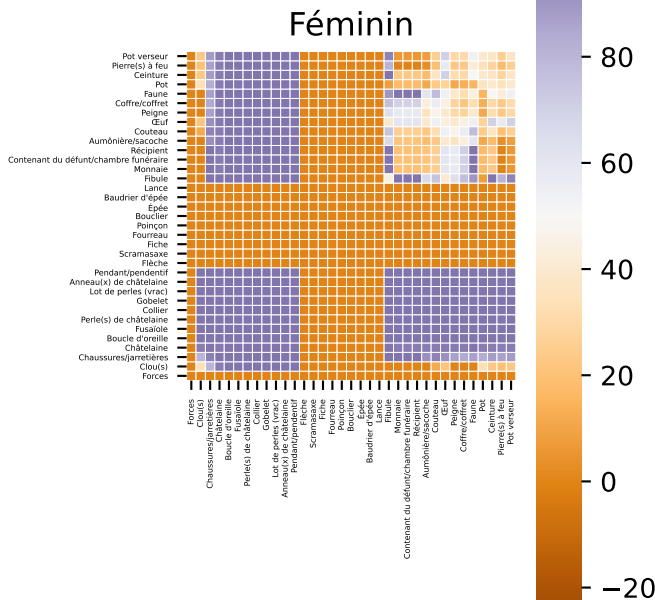 Féminin
Pot verseur
Pierre(s) à feu
Ceinture
Pot
Faune
Coffre/coffret
Peigne
Œuf
Couteau
Aumônière/sacoche
Récipient
Contenant du défunt/chambre funéraire
Monnaie
Fibule
Lance
Baudrier d'épée
Épée
Bouclier
Poinçon
Fourreau
Fiche
Scramasaxe
Flèche
Pendant/pendentif
Anneau(x) de châtelaine
Lot de perles (vrac)
Gobelet
Collier
Perle(s) de châtelaine
Fusaïole
Boucle d'oreille
Châtelaine
Chaussures/jarretières
Clou(s)
Forces
Forces
Clou(s)
Chaussures/jarretières
Châtelaine
Boucle d'oreille
Fusaïole
Perle(s) de châtelaine
Collier
Gobelet
Lot de perles (vrac)
Anneau(x) de châtelaine
Pendant/pendentif
Flèche
Scramasaxe
Fiche
Fourreau
Poinçon
Bouclier
Épée
Baudrier d'épée
Lance
Fibule
Monnaie
Contenant du défunt/chambre funéraire
Récipient
Aumônière/sacoche
Couteau
Œuf
Peigne
Coffre/coffret
Faune
Pot
Ceinture
Pierre(s) à feu
Pot verseur
80
60
40
20
0
−20